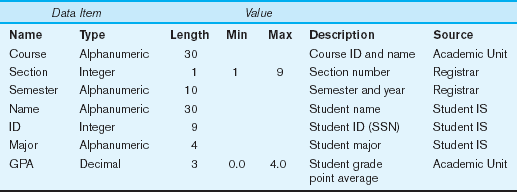 Data Item Value
Name Type Length Min Max Description Source
Course Alphanumeric 30 Course ID and name Academic Unit
Section Integer 1 1 9 Section number Registrar
Semester Alphanumeric 10 Semester and year Registrar
Name Alphanumeric 30 Student name Student IS
ID Integer 9 Student ID (SSN) Student IS
Major Alphanumeric 4 Student major Student IS
GPA Decimal 3 0.0 4.0 Student grade Academic Unit
point average